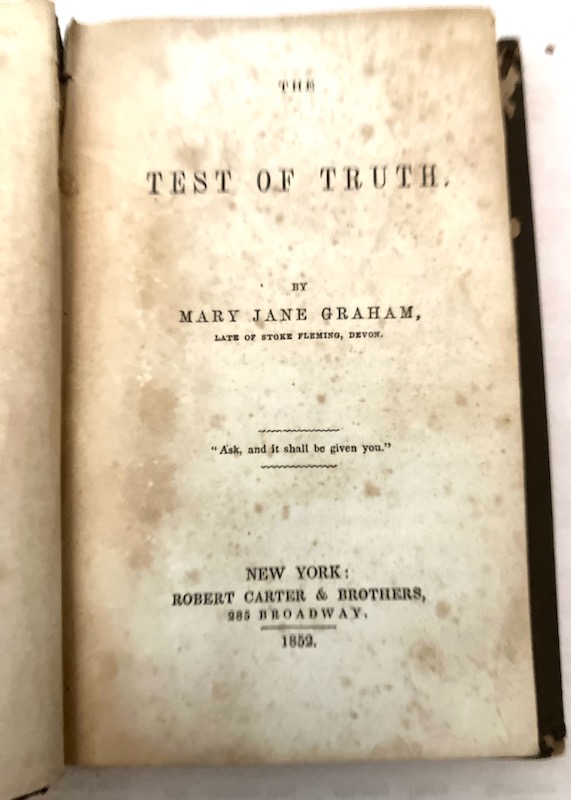 THE
TEST OF TRUTH.
BY
MARY JANE GRAHAM,
LATE OF STOKE FLEMING, DEVON.
"Ask, and it shall be given you."
NEW YORK:
ROBERT CARTER & BROTHERS,
285 BROADWAY.
1852.